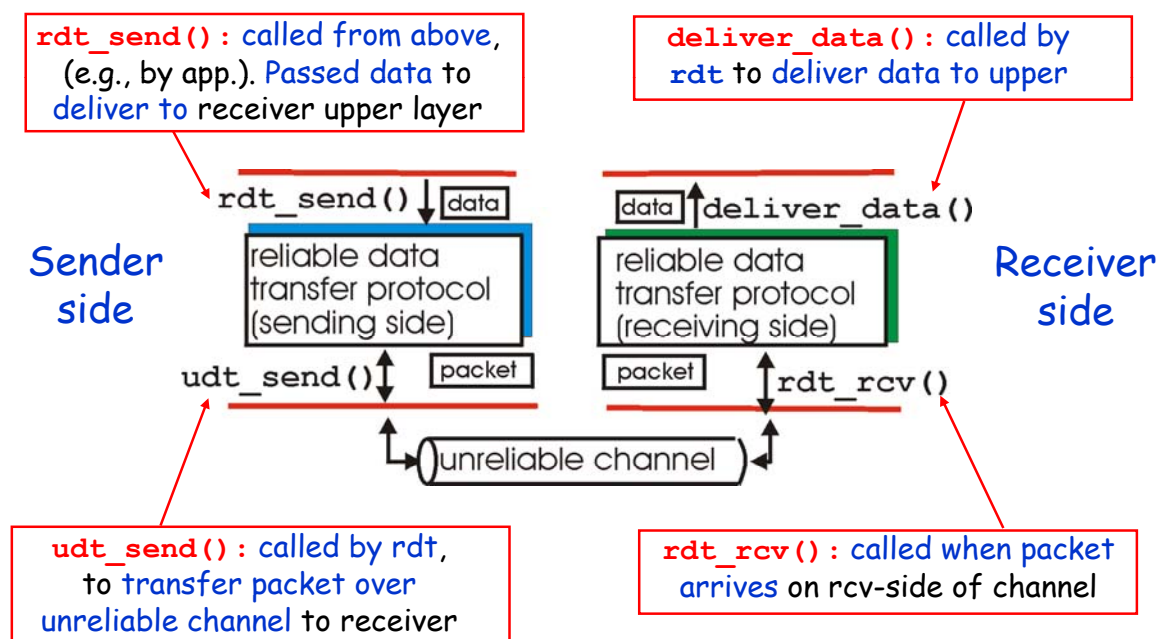 rdt_send(): called from above,
(e.g., by app.). Passed data to
deliver to receiver upper layer
deliver_data(): called by
rdt to deliver data to upper
rdt_send()
data
data
deliver_data()
Sender
side
reliable data
transfer protocol
(sending side)
reliable data
transfer protocol
(receiving side)
Receiver
side
udt_send()
packet
packet
rdt_rcv()
unreliable channel
udt_send(): called by rdt,
to transfer packet over
unreliable channel to receiver
rdt_rcv(): called when packet
arrives on rcv-side of channel